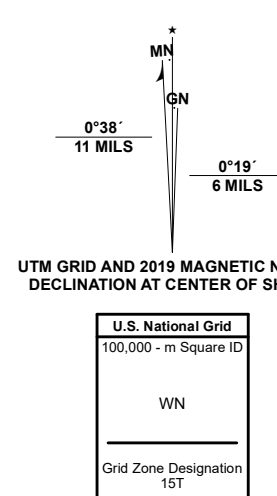 ★
MN
GN
0°38´
11 MILS
0°19´
6 MILS
UTM GRID AND 2019 MAGNETIC N
DECLINATION AT CENTER OF SH
U.S. National Grid
100,000 - m Square ID
WN
Grid Zone Designation
15T